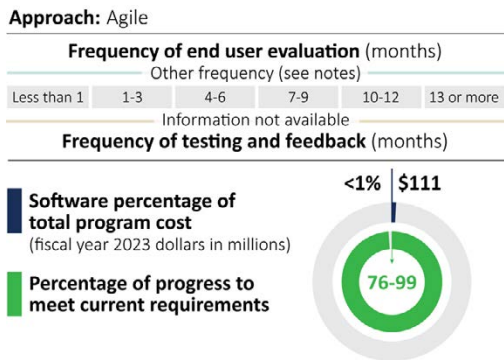 Approach: Agile
Frequency of end user evaluation (months)
Other frequency (see notes)
Less than 1 1-3 4-6 7-9 10-12 13 or more
Information not available
Frequency of testing and feedback (months)
<1% $111
Software percentage of
total program cost
(fiscal year 2023 dollars in millions)
Percentage of progress to
meet current requirements
76-99